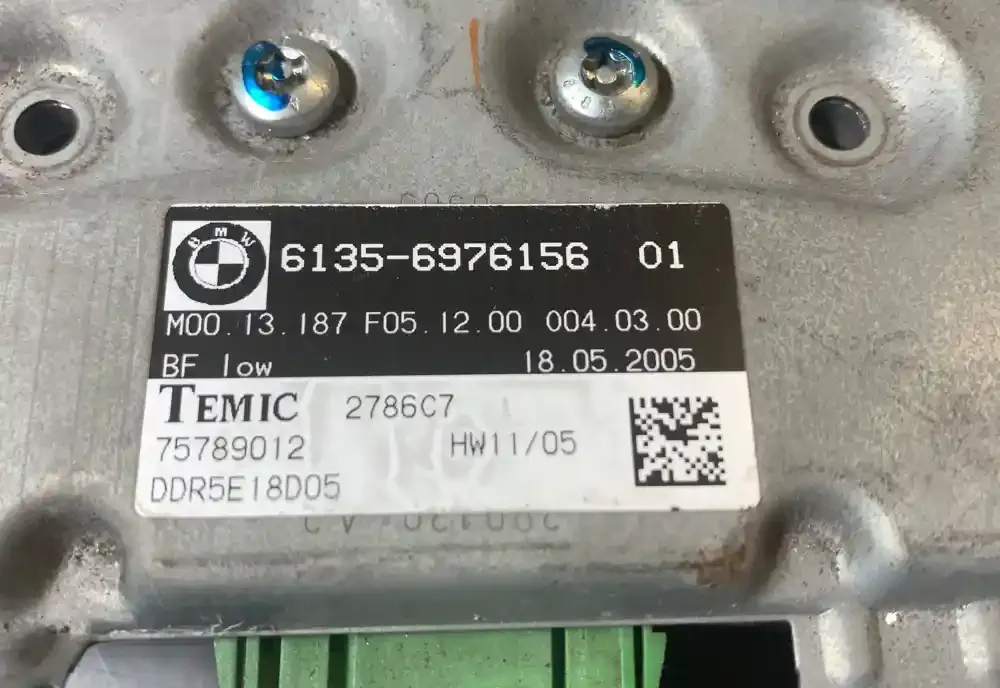 BMW
6135-6976156 01
M00.13.187 F05.12.00 004.03.00
BF low 18.05.2005
TEMIC 2786C7
75789012 HW11/05
DDR5E18D05